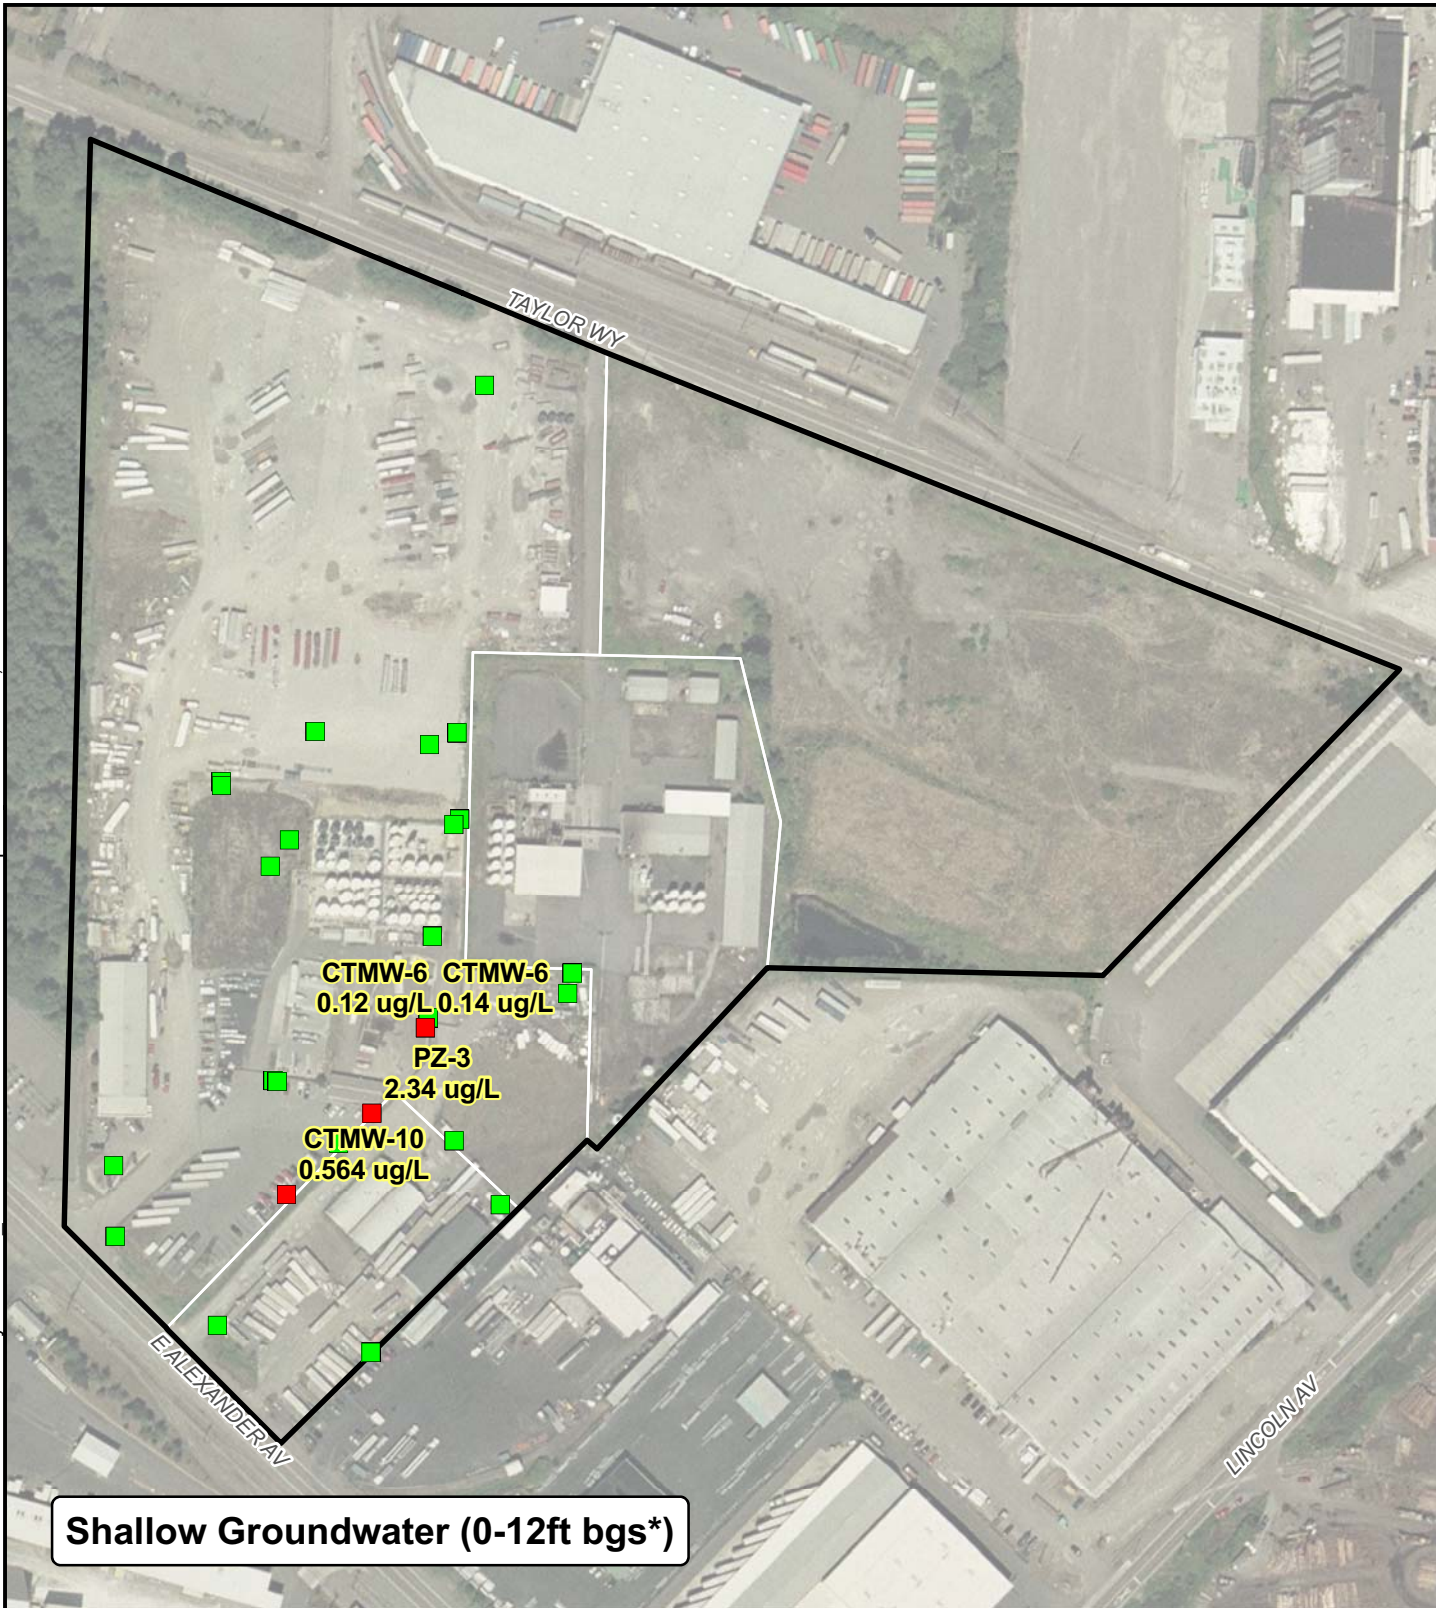 TAYLOR WY
CTMW-6
0.12 ug/L
CTMW-6
0.14 ug/L
PZ-3
2.34 ug/L
CTMW-10
0.564 ug/L
E ALEXANDER AV
LINCOLN AV
Shallow Groundwater (0-12ft bgs*)